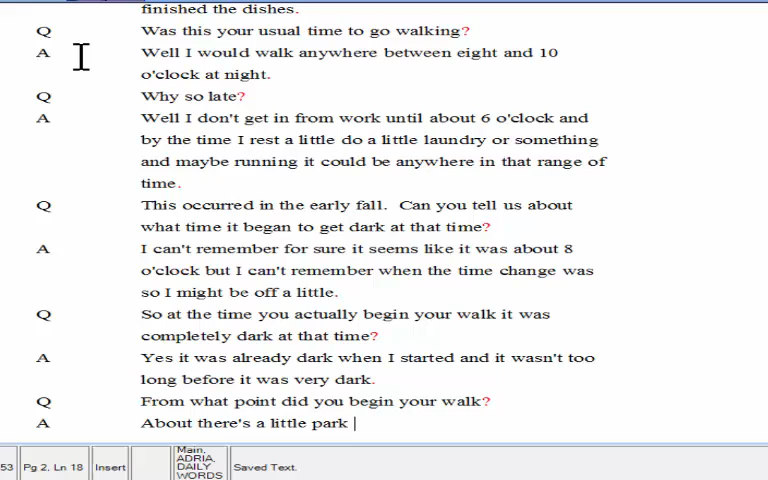 finished the dishes.
Q Was this your usual time to go walking?
A Well I would walk anywhere between eight and 10
o'clock at night.
Q Why so late?
A Well I don't get in from work until about 6 o'clock and
by the time I rest a little do a little laundry or something
and maybe running it could be anywhere in that range of
time.
Q This occurred in the early fall. Can you tell us about
what time it began to get dark at that time?
A I can't remember for sure it seems like it was about 8
o'clock but I can't remember when the time change was
so I might be off a little.
Q So at the time you actually begin your walk it was
completely dark at that time?
A Yes it was already dark when I started and it wasn't too
long before it was very dark.
Q From what point did you begin your walk?
A About there's a little park
53 Pg 2, Ln 18 Insert Main, ADRIA, DAILY WORDS Saved Text.